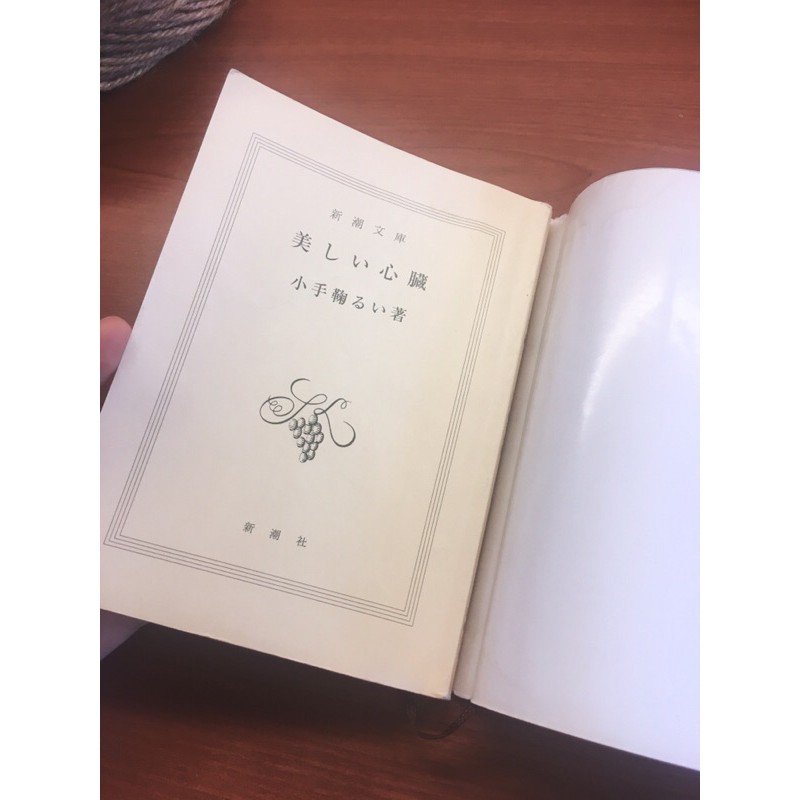 新潮文庫
美しい心臓
小手鞠るい著
新潮社